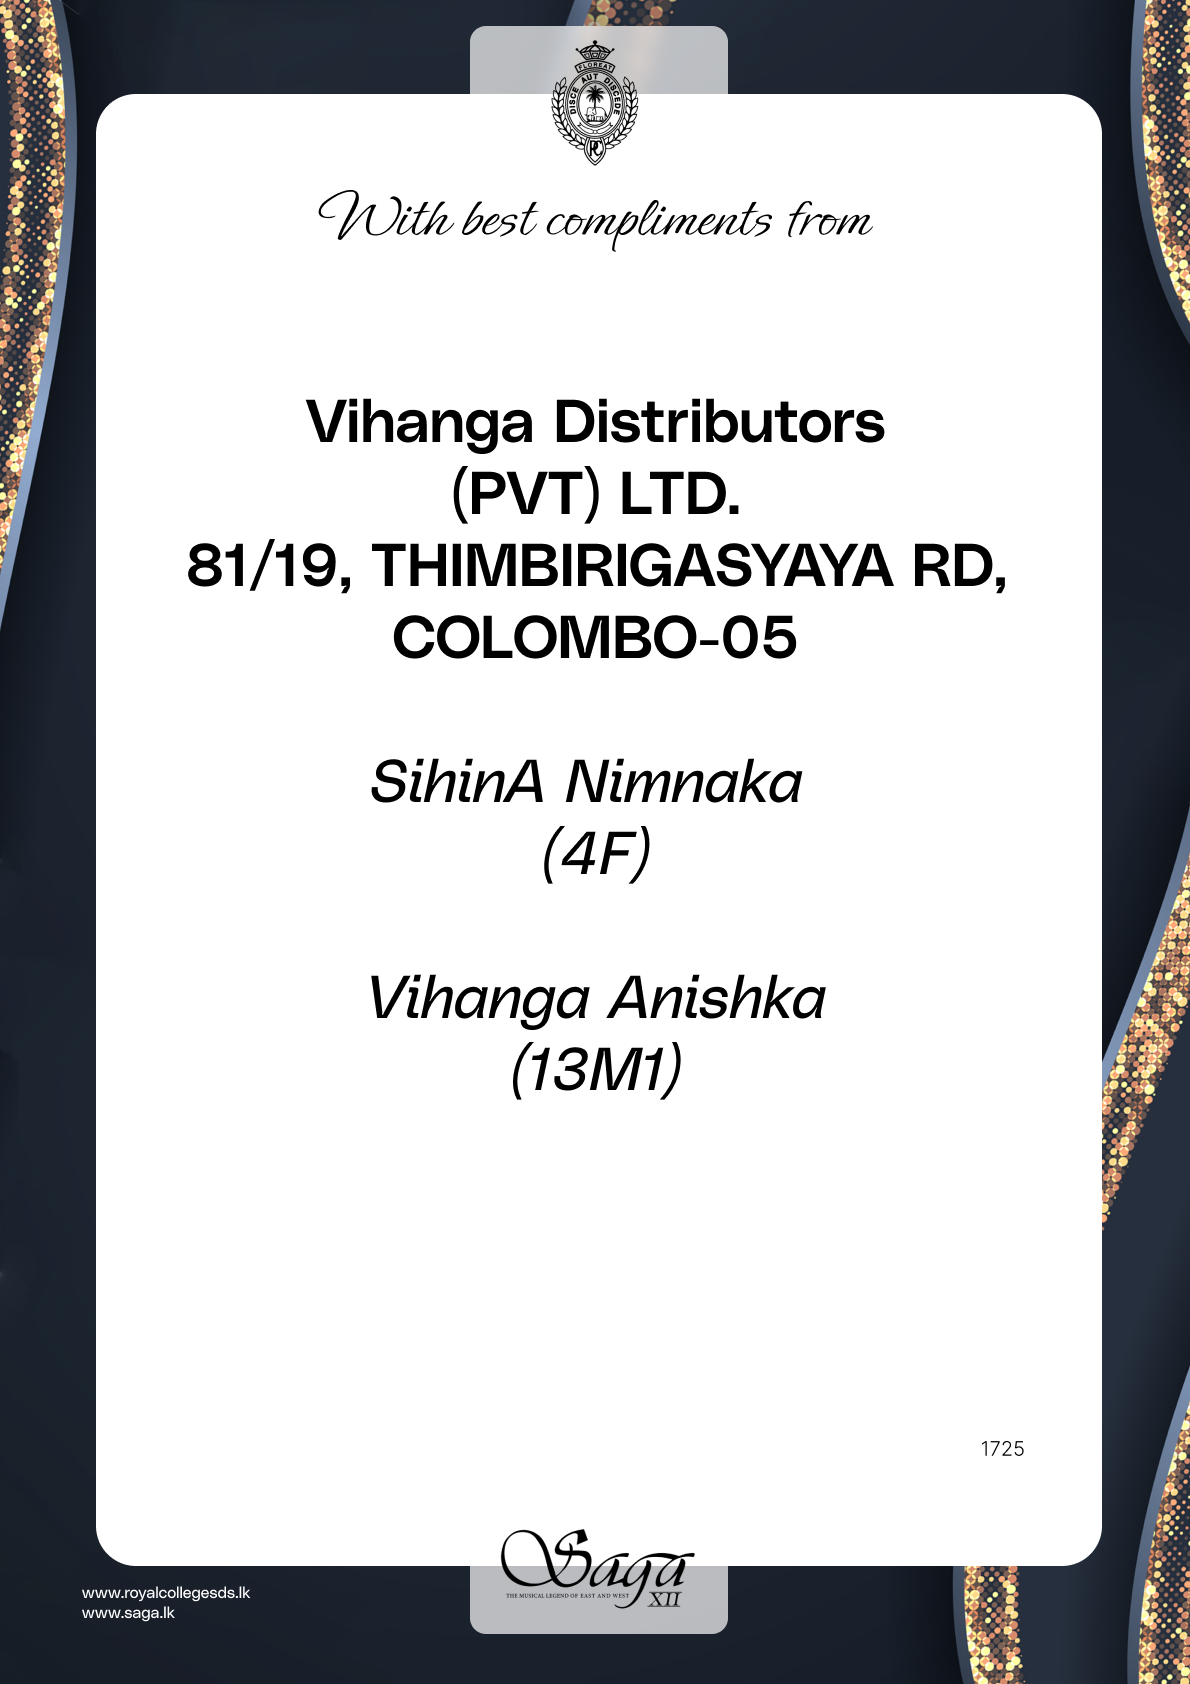 FLOREAT
DISCE AUT DISCEDE
RC
With best compliments from
Vihanga Distributors
(PVT) LTD.
81/19, THIMBIRIGASYAYA RD,
COLOMBO-05
SihinA Nimnaka
(4F)
Vihanga Anishka
(13M1)
1725
Saga
THE MUSICAL LEGEND OF EAST AND WEST
XII
www.royalcollegesds.lk
www.saga.lk